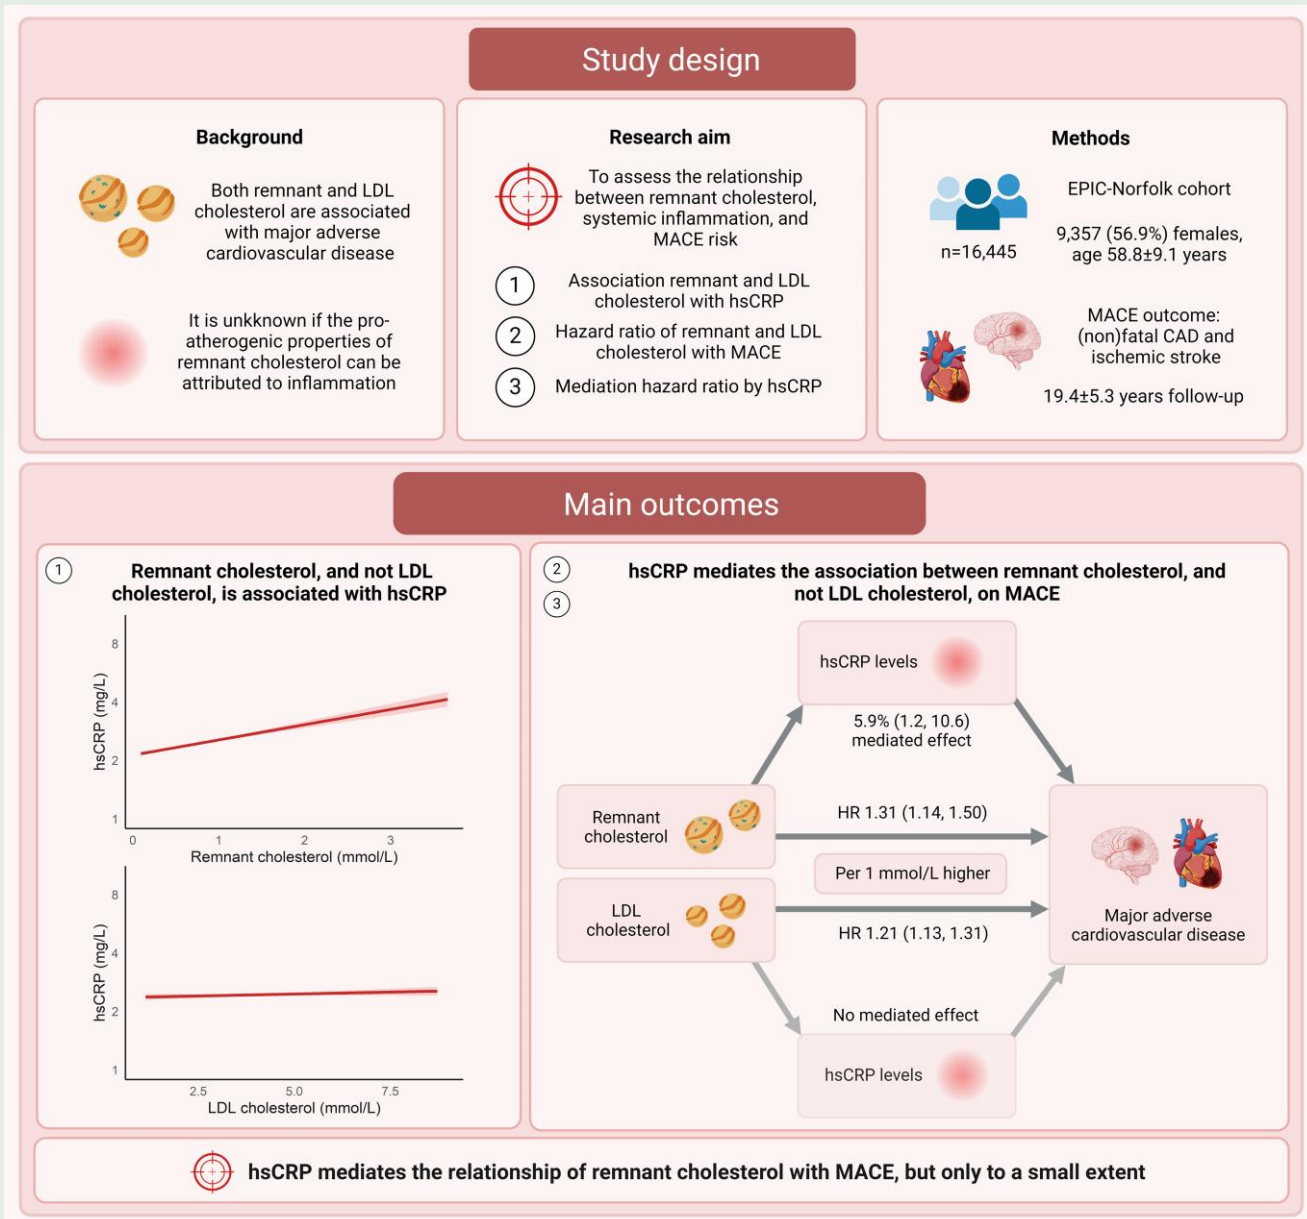 Study design
Background
Both remnant and LDL
cholesterol are associated
with major adverse
cardiovascular disease
It is unkknown if the pro-
atherogenic properties of
remnant cholesterol can be
attributed to inflammation
Research aim
To assess the relationship
between remnant cholesterol,
systemic inflammation, and
MACE risk
1
Association remnant and LDL
cholesterol with hsCRP
2
Hazard ratio of remnant and LDL
cholesterol with MACE
3
Mediation hazard ratio by hsCRP
Methods
n=16,445
EPIC-Norfolk cohort
9,357 (56.9%) females,
age 58.8±9.1 years
MACE outcome:
(non)fatal CAD and
ischemic stroke
19.4±5.3 years follow-up
Main outcomes
1
Remnant cholesterol, and not LDL
cholesterol, is associated with hsCRP
hsCRP (mg/L)
8
4
2
1
0 1 2 3
Remnant cholesterol (mmol/L)
hsCRP (mg/L)
8
4
2
1
2.5 5.0 7.5
LDL cholesterol (mmol/L)
2
3
hsCRP mediates the association between remnant cholesterol, and
not LDL cholesterol, on MACE
hsCRP levels
5.9% (1.2, 10.6)
mediated effect
Remnant
cholesterol
HR 1.31 (1.14, 1.50)
Per 1 mmol/L higher
LDL
cholesterol
HR 1.21 (1.13, 1.31)
Major adverse
cardiovascular disease
No mediated effect
hsCRP levels
hsCRP mediates the relationship of remnant cholesterol with MACE, but only to a small extent